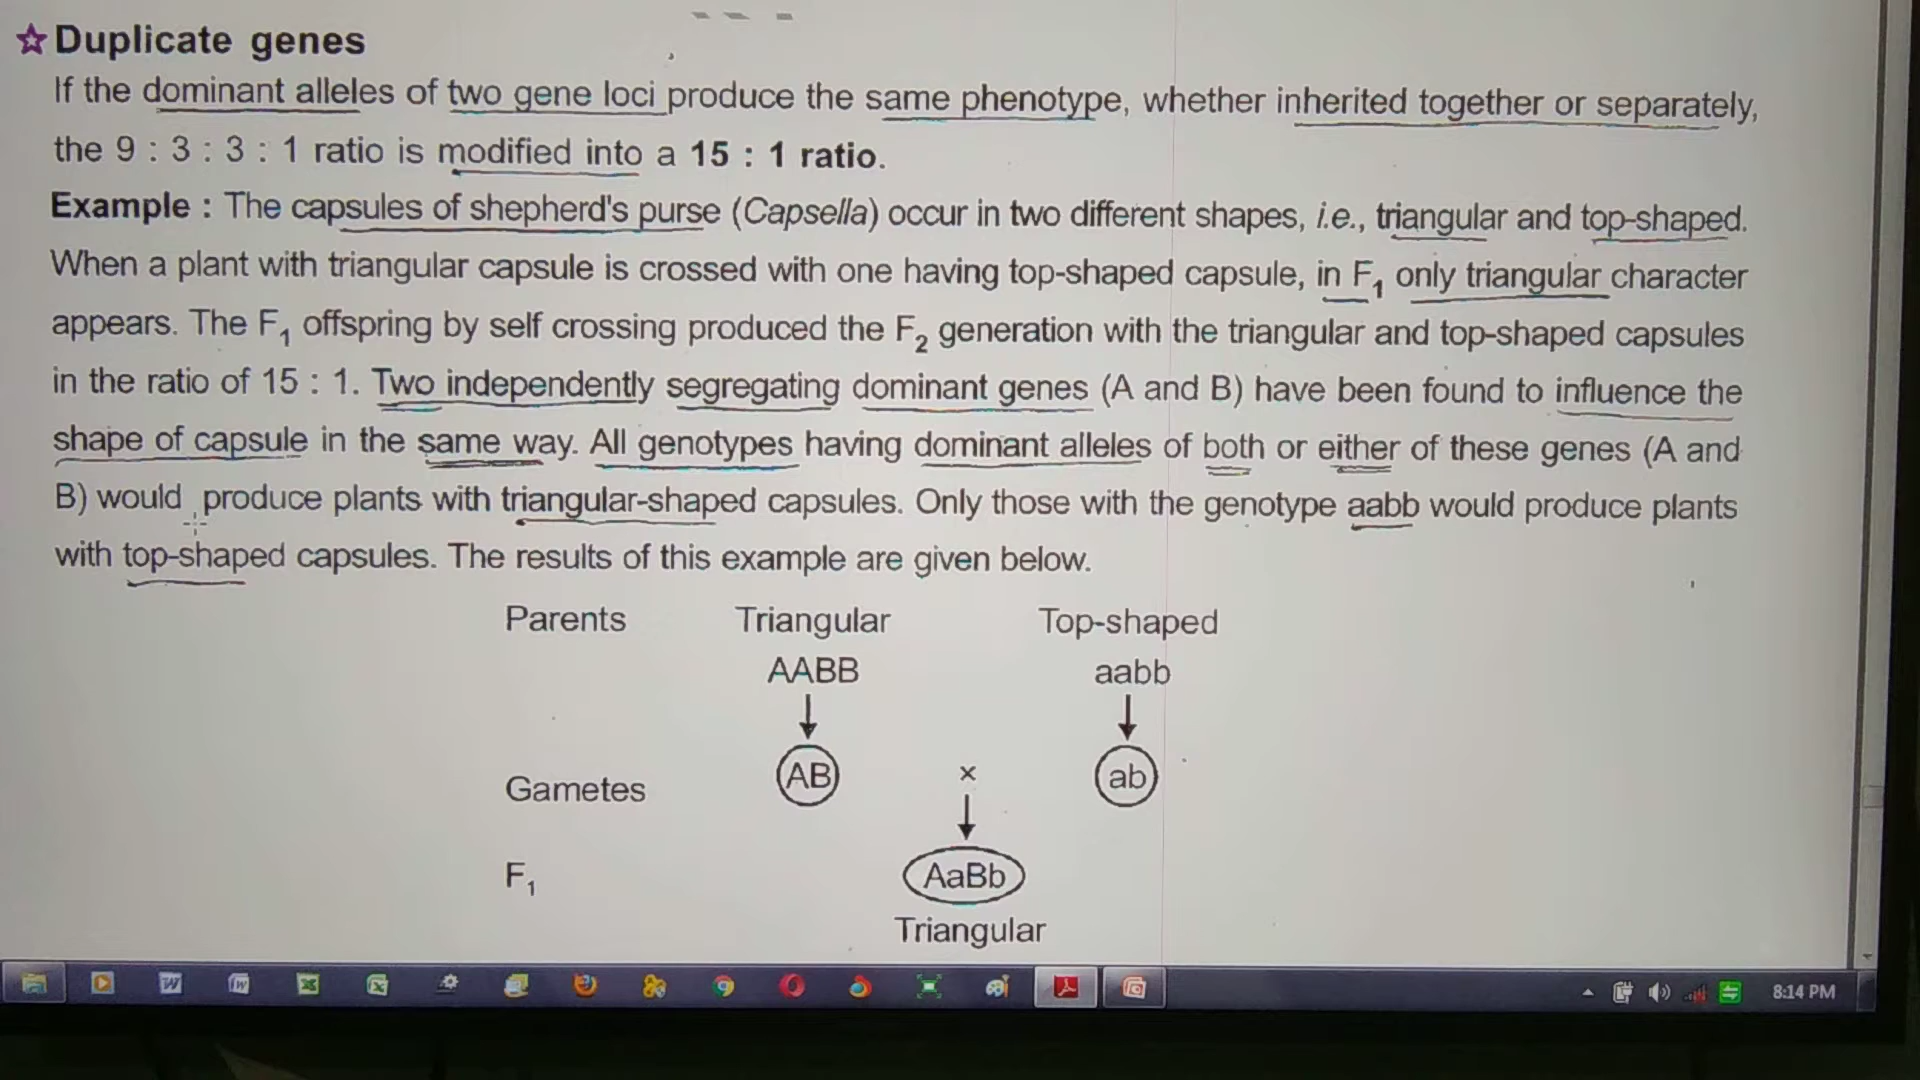 ☆ Duplicate genes
If the dominant alleles of two gene loci produce the same phenotype, whether inherited together or separately,
the 9 : 3 : 3 : 1 ratio is modified into a 15 : 1 ratio.
Example : The capsules of shepherd's purse (Capsella) occur in two different shapes, i.e., triangular and top-shaped.
When a plant with triangular capsule is crossed with one having top-shaped capsule, in F₁ only triangular character
appears. The F₁ offspring by self crossing produced the F₂ generation with the triangular and top-shaped capsules
in the ratio of 15 : 1. Two independently segregating dominant genes (A and B) have been found to influence the
shape of capsule in the same way. All genotypes having dominant alleles of both or either of these genes (A and
B) would produce plants with triangular-shaped capsules. Only those with the genotype aabb would produce plants
with top-shaped capsules. The results of this example are given below.
Parents Triangular Top-shaped
AABB aabb
Gametes AB × ab
F₁ AaBb
Triangular
8:14 PM